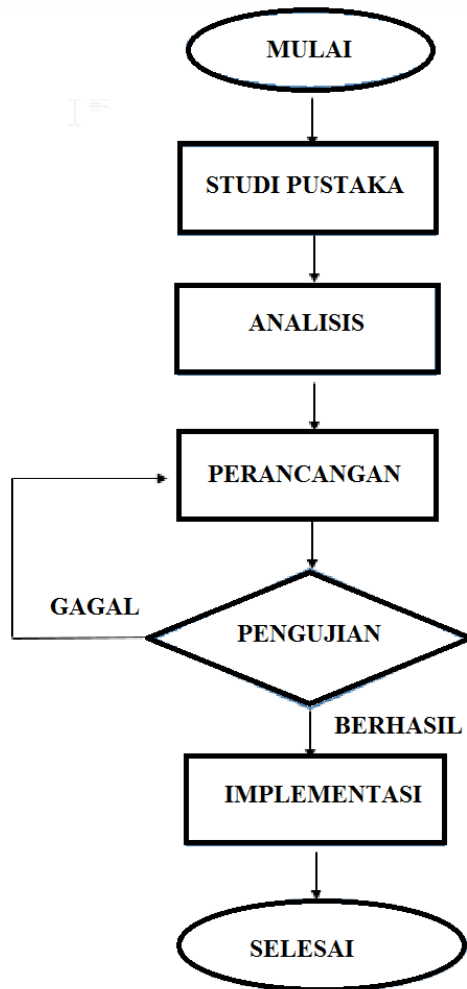 MULAI
STUDI PUSTAKA
ANALISIS
PERANCANGAN
GAGAL
PENGUJIAN
BERHASIL
IMPLEMENTASI
SELESAI